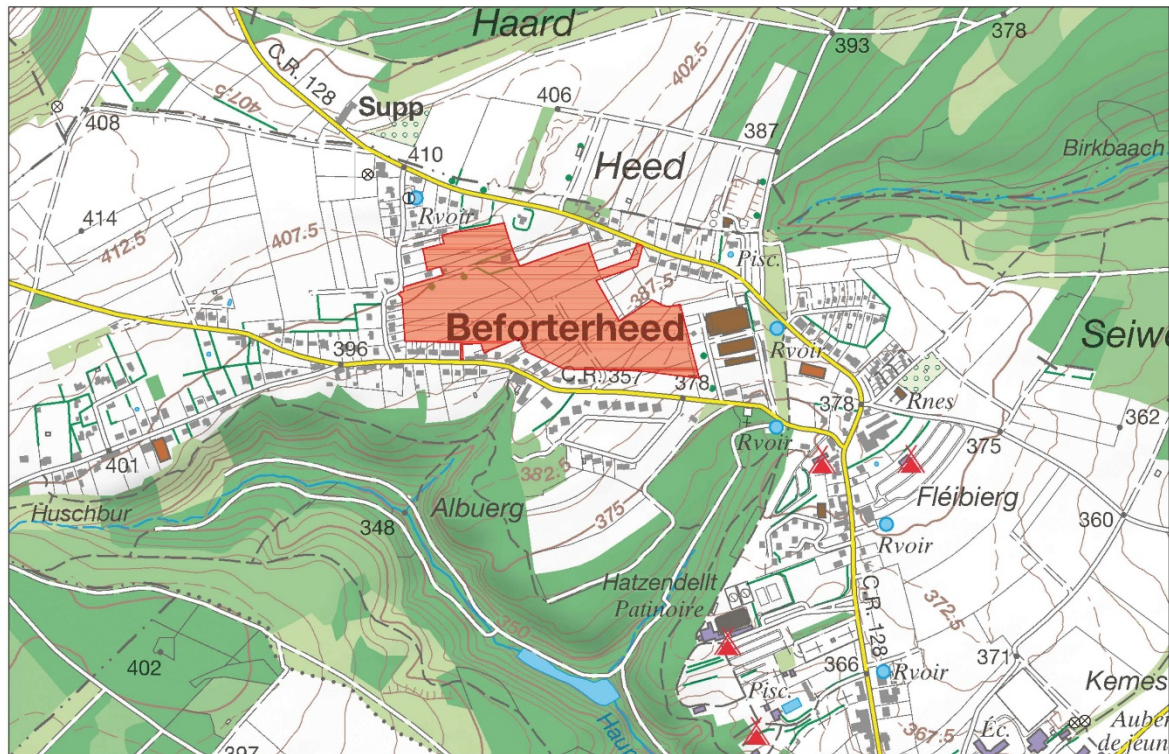 Haard
393
378
C.R. 128
407.5
402.5
Supp
406
408
387
410
Heed
Birkbaach
Rvoir
414
412.5
407.5
Pisc.
387.5
Beforterheed
Rvoir
Seiwe
396
C.R. 357
378
378
Rnes
362
Rvoir
375
401
382.5
Fléibierg
Huschbur
Albuerg
375
348
360
Rvoir
Hatzendellt
Patinoire
C.R. 128
372.5
350
402
366
Rvoir
371
Pisc.
Kemes
Haup
Éc.
Auber
de jeun
397
367.5